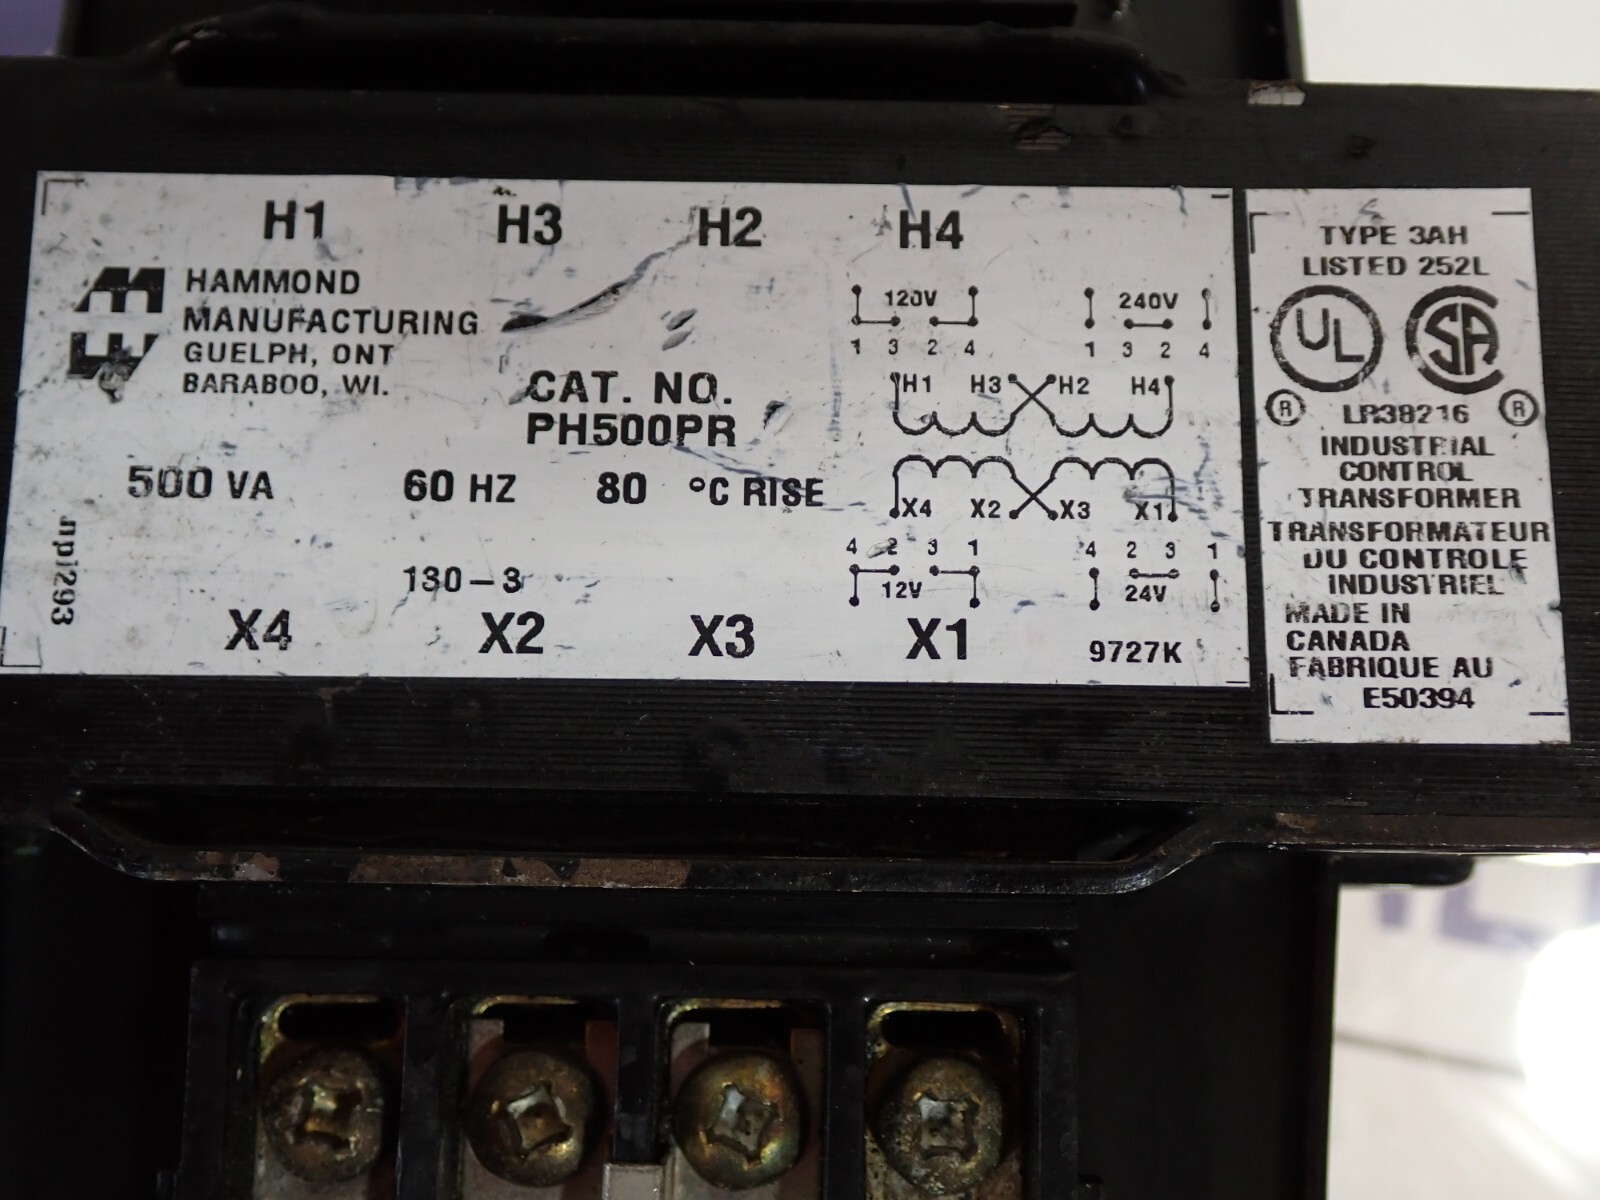 H1 H3 H2 H4
HAMMOND
MANUFACTURING
GUELPH, ONT
BARABOO, WI.
CAT. NO.
PH500PR
500 VA 60 HZ 80 °C RISE
130-3
X4 X2 X3 X1
npi293
120V 240V
1 3 2 4 1 3 2 4
H1 H3 H2 H4
X4 X2 X3 X1
4 2 3 1 4 2 3 1
12V 24V
9727K
TYPE 3AH
LISTED 252L
UL SA
® LR38216 ®
INDUSTRIAL
CONTROL
TRANSFORMER
TRANSFORMATEUR
DU CONTROLE
INDUSTRIEL
MADE IN
CANADA
FABRIQUE AU
E50394